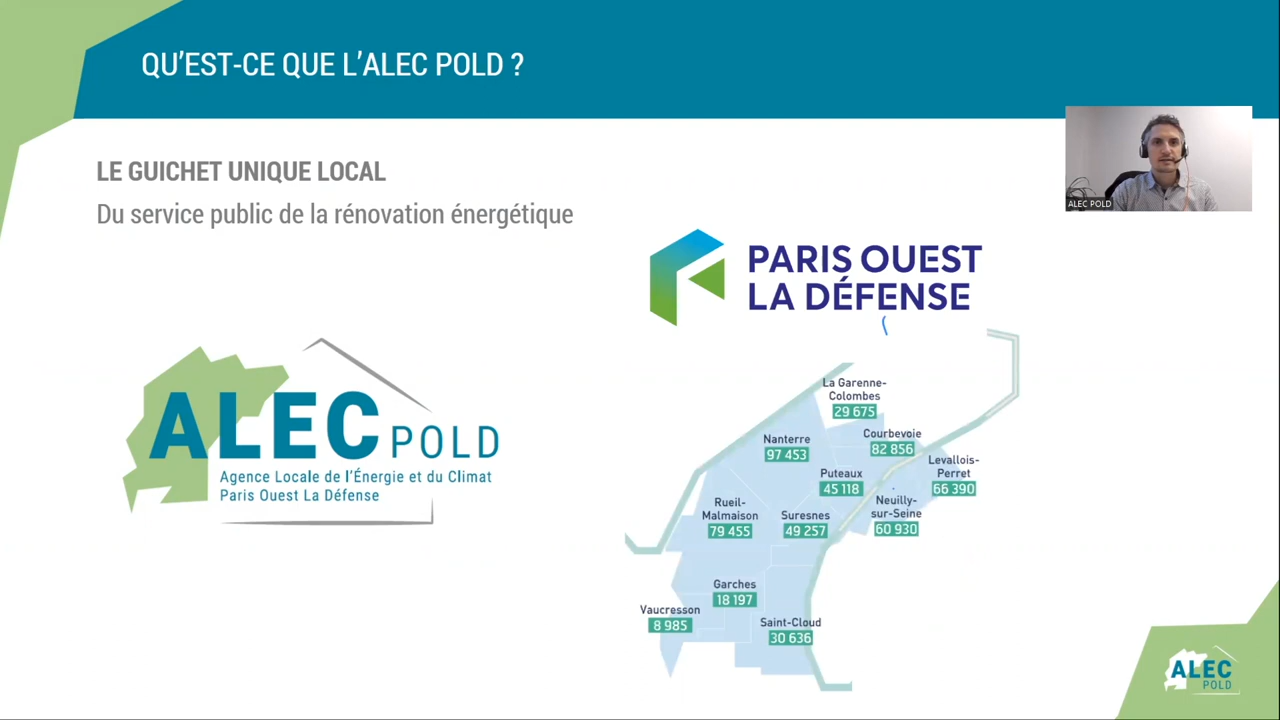 QU’EST-CE QUE L’ALEC POLD ?
LE GUICHET UNIQUE LOCAL
Du service public de la rénovation énergétique
ALEC POLD
PARIS OUEST
LA DÉFENSE
ALEC POLD
Agence Locale de l’Énergie et du Climat
Paris Ouest La Défense
La Garenne-
Colombes
29 675
Nanterre
97 453
Courbevoie
82 856
Levallois-
Perret
66 390
Puteaux
45 118
Neuilly-
sur-Seine
60 930
Rueil-
Malmaison
79 455
Suresnes
49 257
Garches
18 197
Vaucresson
8 985
Saint-Cloud
30 636
ALEC
POLD